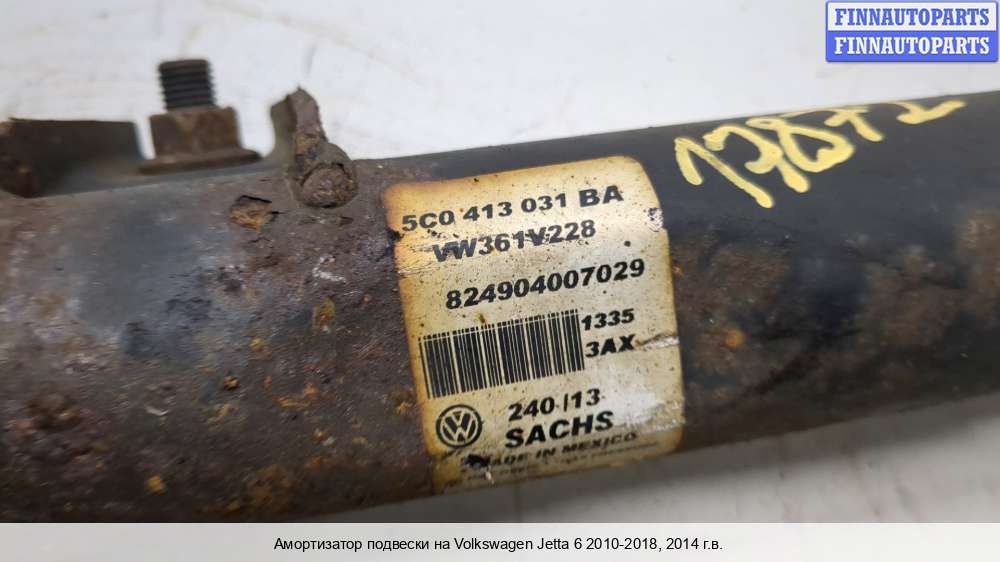 FINNAUTOPARTS
FINNAUTOPARTS
5C0 413 031 BA
VW361V228
824904007029
1335
3AX
240/13
SACHS
MADE IN MEXICO
Амортизатор подвески на Volkswagen Jetta 6 2010-2018, 2014 г.в.